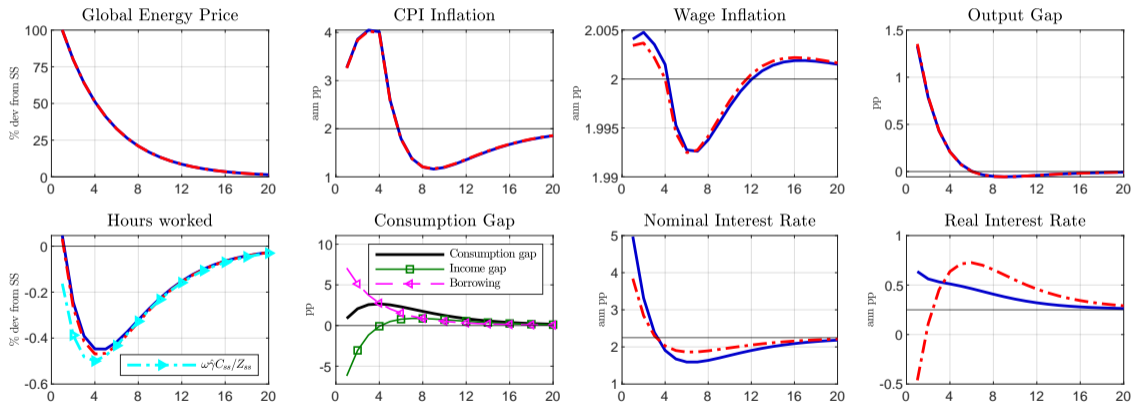 Global Energy Price
CPI Inflation
Wage Inflation
Output Gap
% dev from SS
100
75
50
25
0
0 4 8 12 16 20
ann pp
4
3
2
1
0 4 8 12 16 20
ann pp
2.005
2
1.995
1.99
0 4 8 12 16 20
pp
1.5
1
0.5
0
0 4 8 12 16 20
Hours worked
Consumption Gap
Nominal Interest Rate
Real Interest Rate
% dev from SS
0
-0.2
-0.4
-0.6
ωγ̂C_{ss}/Z_{ss}
0 4 8 12 16 20
pp
10
5
0
-5
Consumption gap
Income gap
Borrowing
0 4 8 12 16 20
ann pp
5
4
3
2
1
0 4 8 12 16 20
ann pp
1
0.5
0
-0.5
0 4 8 12 16 20